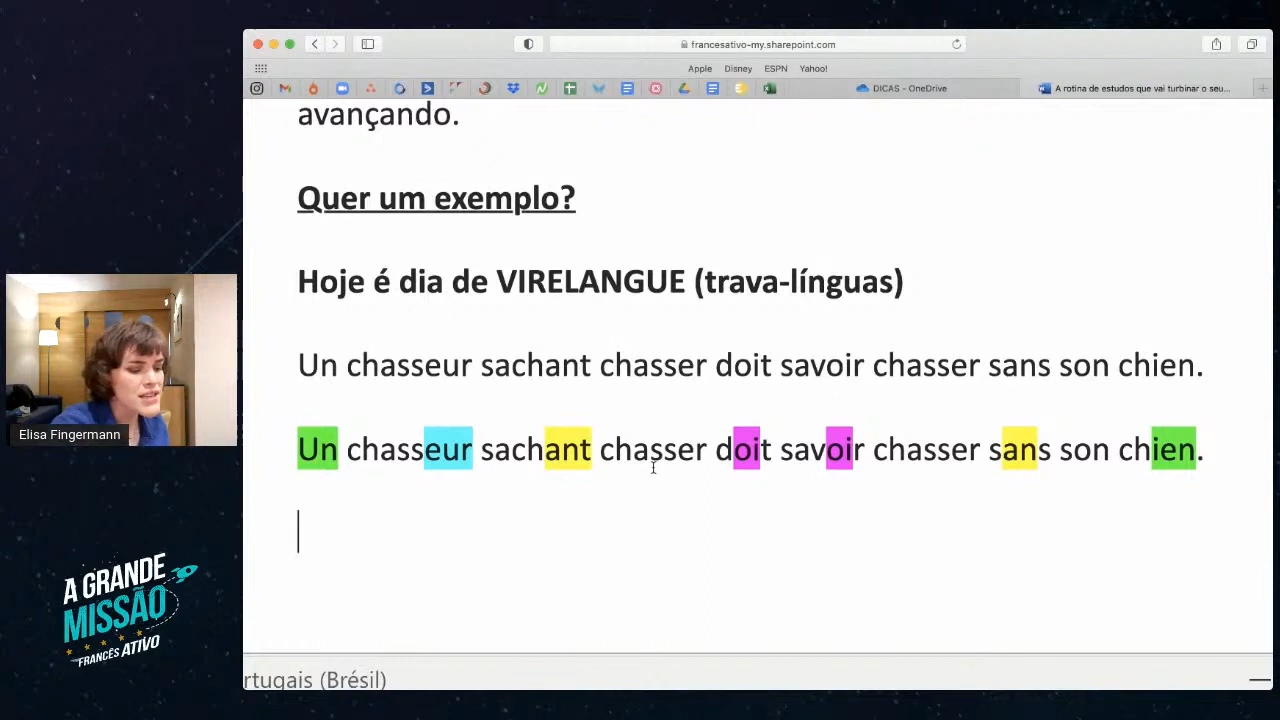 francesativo-my.sharepoint.com
Apple Disney ESPN Yahoo!
DICAS - OneDrive
A rotina de estudos que vai turbinar o seu...
avançando.
Quer um exemplo?
Hoje é dia de VIRELANGUE (trava-línguas)
Un chasseur sachant chasser doit savoir chasser sans son chien.
Un chasseur sachant chasser doit savoir chasser sans son chien.
Elisa Fingermann
A GRANDE
MISSÃO
FRANCÊS ATIVO
rtugais (Brésil)